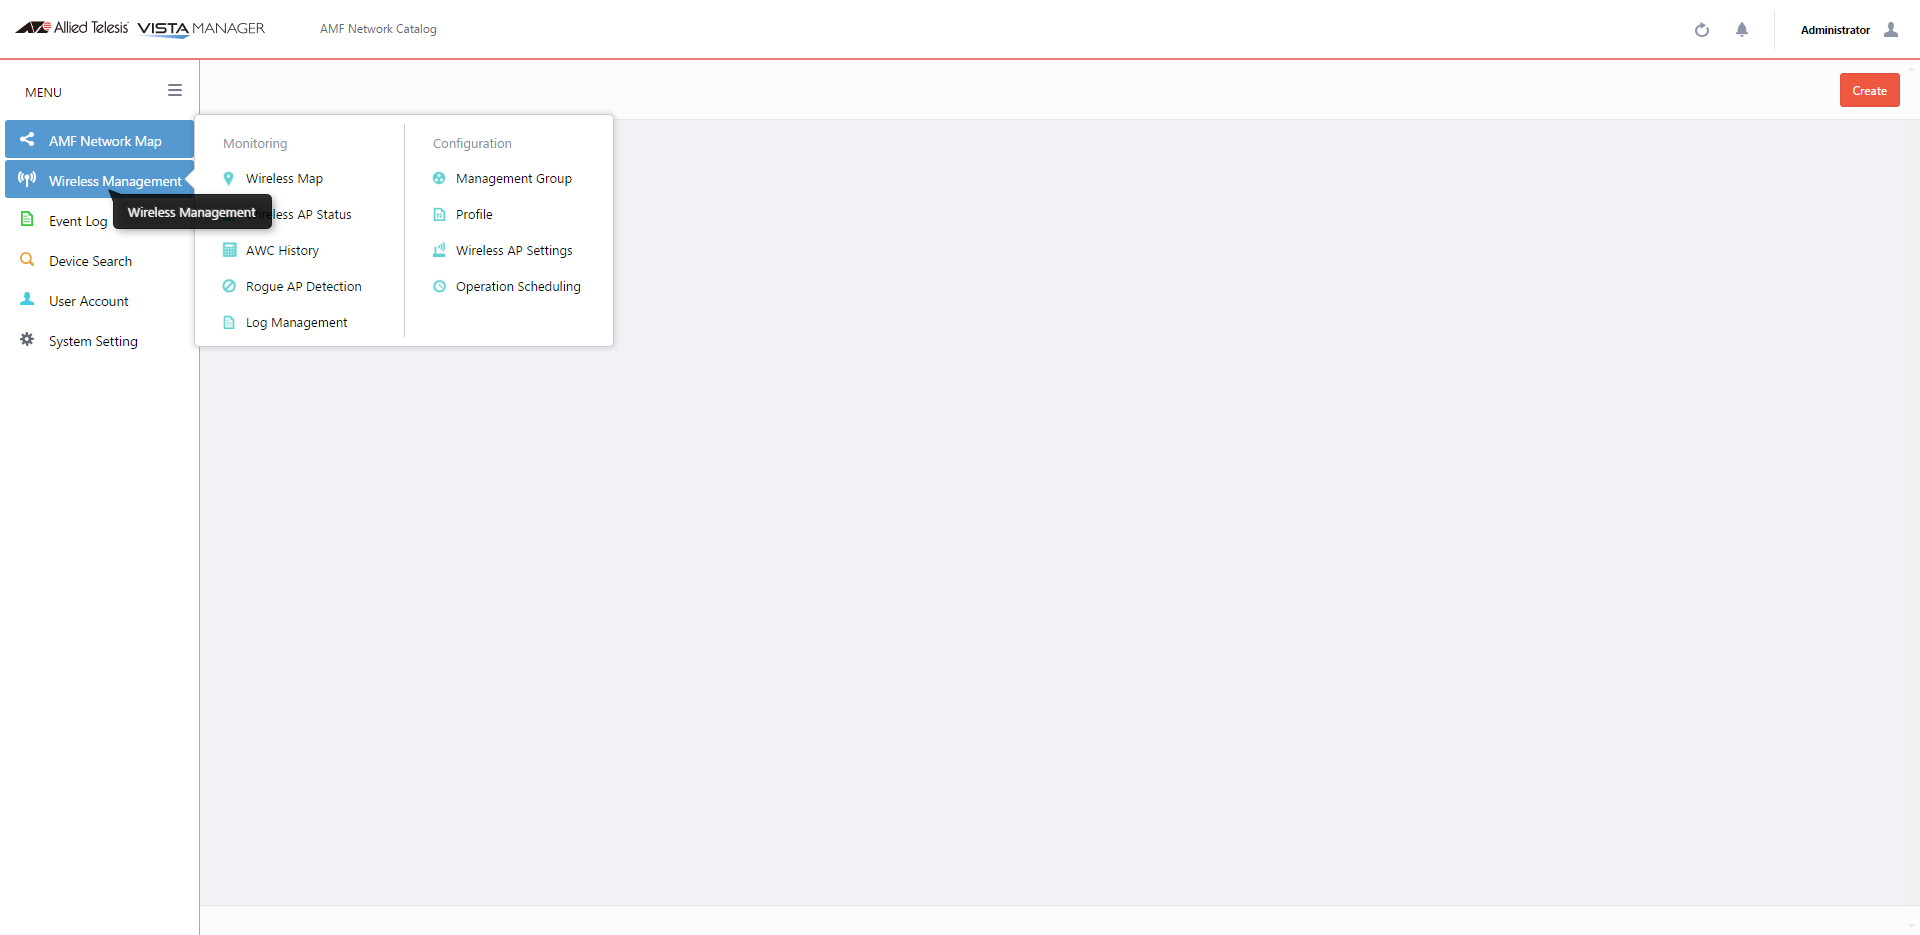 Allied Telesis VISTA MANAGER
AMF Network Catalog
Administrator
MENU
Create
AMF Network Map
Wireless Management
Event Log
Device Search
User Account
System Setting
Wireless Management
Monitoring
Wireless Map
reless AP Status
AWC History
Rogue AP Detection
Log Management
Configuration
Management Group
Profile
Wireless AP Settings
Operation Scheduling